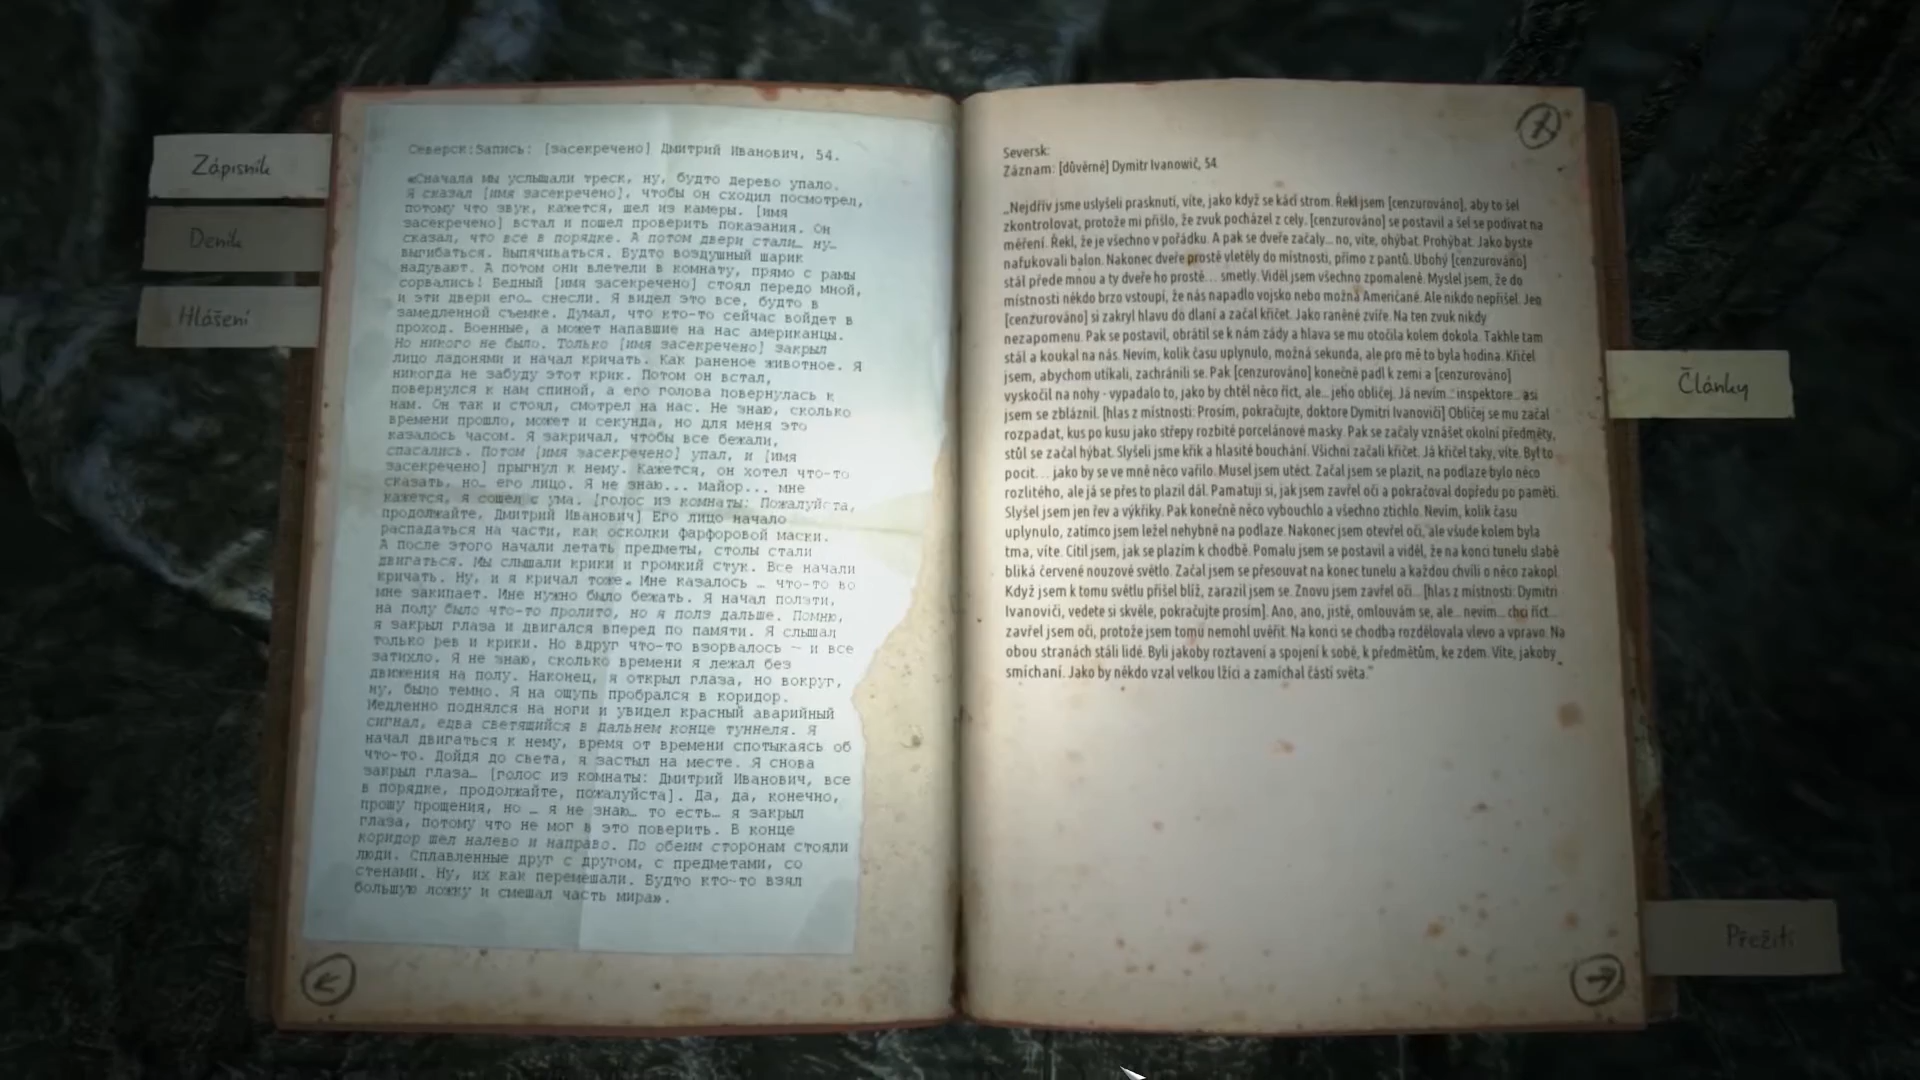 Zápisník
Deník
Hlášení
Северск:Запись: [засекречено] Дмитрий Иванович, 54.
«Сначала мы услышали треск, ну, будто дерево упало.
Я сказал [имя засекречено], чтобы он сходил посмотрел,
потому что звук, кажется, шел из камеры. [имя
засекречено] встал и пошел проверить показания. Он
сказал, что все в порядке. А потом двери стали… ну…
выгибаться. Выпячиваться. Будто воздушный шарик
надувают. А потом они влетели в комнату, прямо с рамы
сорвались! Бедный [имя засекречено] стоял передо мной,
и эти двери его… снесли. Я видел это все, будто в
замедленной съемке. Думал, что кто-то сейчас войдет в
проход. Военные, а может напавшие на нас американцы.
Но никого не было. Только [имя засекречено] закрыл
лицо ладонями и начал кричать. Как раненое животное. Я
никогда не забуду этот крик. Потом он встал,
повернулся к нам спиной, а его голова повернулась к
нам. Он так и стоял, смотрел на нас. Не знаю, сколько
времени прошло, может и секунда, но для меня это
казалось часом. Я закричал, чтобы все бежали,
спасались. Потом [имя засекречено] упал, и [имя
засекречено] прыгнул к нему. Кажется, он хотел что-то
сказать, но… его лицо. Я не знаю... майор... мне
кажется, я сошел с ума. [голос из комнаты: Пожалуйста,
продолжайте, Дмитрий Иванович] Его лицо начало
распадаться на части, как осколки фарфоровой маски.
А после этого начали летать предметы, столы стали
двигаться. Мы слышали крики и громкий стук. Все начали
кричать. Ну, и я кричал тоже. Мне казалось … что-то во
мне закипает. Мне нужно было бежать. Я начал ползти,
на полу было что-то пролито, но я полз дальше. Помню,
я закрыл глаза и двигался вперед по памяти. Я слышал
только рев и крики. Но вдруг что-то взорвалось – и все
затихло. Я не знаю, сколько времени я лежал без
движения на полу. Наконец, я открыл глаза, но вокруг,
ну, было темно. Я на ощупь пробрался в коридор.
Медленно поднялся на ноги и увидел красный аварийный
сигнал, едва светящийся в дальнем конце туннеля. Я
начал двигаться к нему, время от времени спотыкаясь об
что-то. Дойдя до света, я застыл на месте. Я снова
закрыл глаза… [голос из комнаты: Дмитрий Иванович, все
в порядке, продолжайте, пожалуйста]. Да, да, конечно,
прошу прощения, но … я не знаю… то есть… я закрыл
глаза, потому что не мог в это поверить. В конце
коридор шел налево и направо. По обеим сторонам стояли
люди. Сплавленные друг с другом, с предметами, со
стенами. Ну, их как перемешали. Будто кто-то взял
большую ложку и смешал часть мира».
Seversk:
Záznam: [důvěrné] Dymitr Ivanowič, 54.
„Nejdřív jsme uslyšeli prasknutí, víte, jako když se kácí strom. Řekl jsem [cenzurováno], aby to šel
zkontrolovat, protože mi přišlo, že zvuk pocházel z cely. [cenzurováno] se postavil a šel se podívat na
měření. Řekl, že je všechno v pořádku. A pak se dveře začaly... no, víte, ohýbat. Prohýbat. Jako byste
nafukovali balon. Nakonec dveře prostě vletěly do místnosti, přímo z pantů. Ubohý [cenzurováno]
stál přede mnou a ty dveře ho prostě... smetly. Viděl jsem všechno zpomaleně. Myslel jsem, že do
místnosti někdo brzo vstoupí, že nás napadlo vojsko nebo možná Američané. Ale nikdo nepřišel. Jen
[cenzurováno] si zakryl hlavu do dlaní a začal křičet. Jako raněné zvíře. Na ten zvuk nikdy
nezapomenu. Pak se postavil, obrátil se k nám zády a hlava se mu otočila kolem dokola. Takhle tam
stál a koukal na nás. Nevím, kolik času uplynulo, možná sekunda, ale pro mě to byla hodina. Křičel
jsem, abychom utíkali, zachránili se. Pak [cenzurováno] konečně padl k zemi a [cenzurováno]
vyskočil na nohy - vypadalo to, jako by chtěl něco říct, ale... jeho obličej. Já nevím... inspektore... asi
jsem se zbláznil. [hlas z místnosti: Prosím, pokračujte, doktore Dymitri Ivanoviči] Obličej se mu začal
rozpadat, kus po kusu jako střepy rozbité porcelánové masky. Pak se začaly vznášet okolní předměty,
stůl se začal hýbat. Slyšeli jsme křik a hlasité bouchání. Všichni začali křičet. Já křičel taky, víte. Byl to
pocit... jako by se ve mně něco vařilo. Musel jsem utéct. Začal jsem se plazit, na podlaze bylo něco
rozlitého, ale já se přes to plazil dál. Pamatuji si, jak jsem zavřel oči a pokračoval dopředu po paměti.
Slyšel jsem jen řev a výkřiky. Pak konečně něco vybouchlo a všechno ztichlo. Nevím, kolik času
uplynulo, zatímco jsem ležel nehybně na podlaze. Nakonec jsem otevřel oči, ale všude kolem byla
tma, víte. Cítil jsem, jak se plazím k chodbě. Pomalu jsem se postavil a viděl, že na konci tunelu slabě
bliká červené nouzové světlo. Začal jsem se přesouvat na konec tunelu a každou chvíli o něco zakopl.
Když jsem k tomu světlu přišel blíž, zarazil jsem se. Znovu jsem zavřel oči... [hlas z místnosti: Dymitri
Ivanoviči, vedete si skvěle, pokračujte prosím]. Ano, ano, jistě, omlouvám se, ale... nevím... chci říct...
zavřel jsem oči, protože jsem tomu nemohl uvěřit. Na konci se chodba rozdělovala vlevo a vpravo. Na
obou stranách stáli lidé. Byli jakoby roztavení a spojení k sobě, k předmětům, ke zdem. Víte, jakoby
smíchaní. Jako by někdo vzal velkou lžíci a zamíchal částí světa.“
Články
Přežití